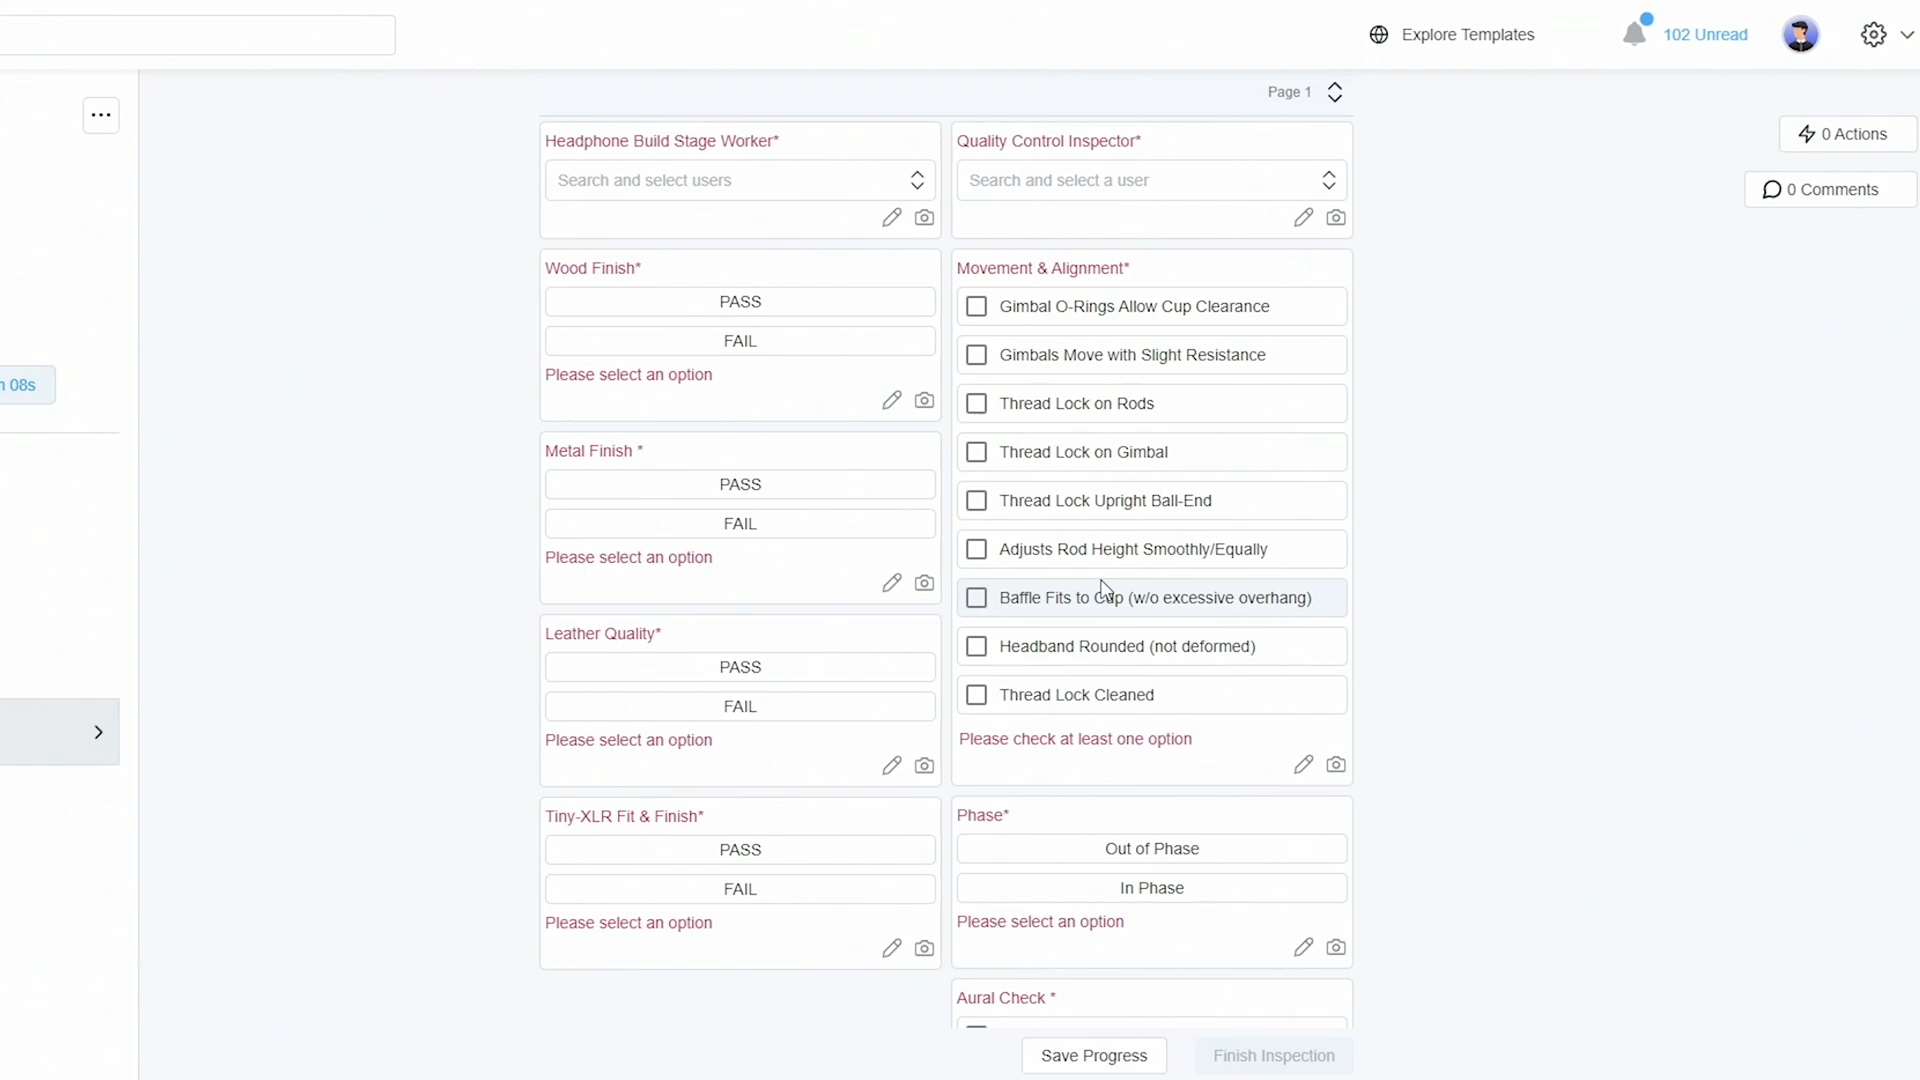 Explore Templates
102 Unread
Page 1
0 Actions
0 Comments
08s
Headphone Build Stage Worker*
Search and select users
Wood Finish*
PASS
FAIL
Please select an option
Metal Finish *
PASS
FAIL
Please select an option
Leather Quality*
PASS
FAIL
Please select an option
Tiny-XLR Fit & Finish*
PASS
FAIL
Please select an option
Quality Control Inspector*
Search and select a user
Movement & Alignment*
Gimbal O-Rings Allow Cup Clearance
Gimbals Move with Slight Resistance
Thread Lock on Rods
Thread Lock on Gimbal
Thread Lock Upright Ball-End
Adjusts Rod Height Smoothly/Equally
Baffle Fits to Cup (w/o excessive overhang)
Headband Rounded (not deformed)
Thread Lock Cleaned
Please check at least one option
Phase*
Out of Phase
In Phase
Please select an option
Aural Check *
Save Progress
Finish Inspection